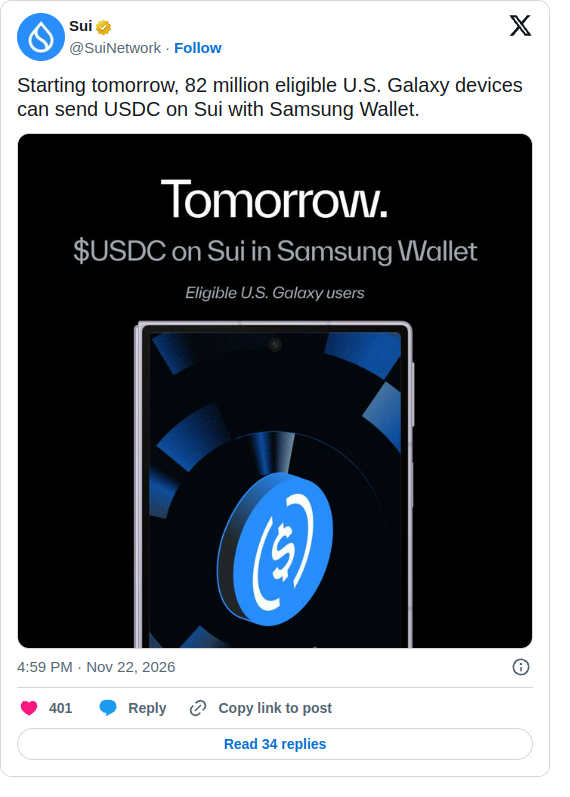 Sui
@SuiNetwork · Follow
Starting tomorrow, 82 million eligible U.S. Galaxy devices
can send USDC on Sui with Samsung Wallet.
Tomorrow.
$USDC on Sui in Samsung Wallet
Eligible U.S. Galaxy users
4:59 PM · Nov 22, 2026
401 Reply Copy link to post
Read 34 replies